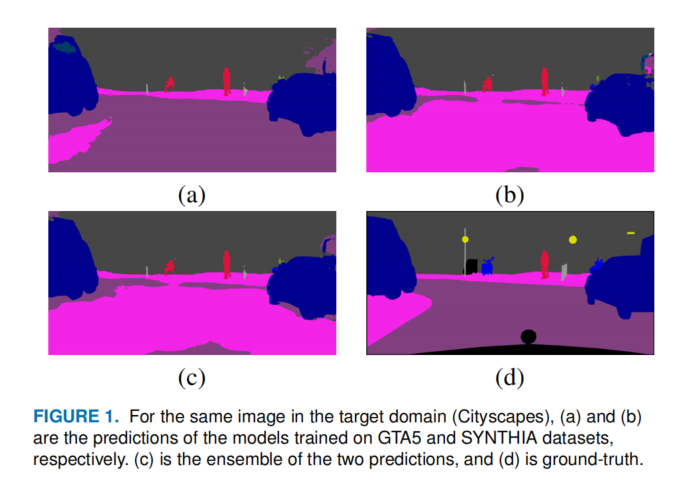 (a)
(b)
(c)
(d)
FIGURE 1. For the same image in the target domain (Cityscapes), (a) and (b)
are the predictions of the models trained on GTA5 and SYNTHIA datasets,
respectively. (c) is the ensemble of the two predictions, and (d) is ground-truth.